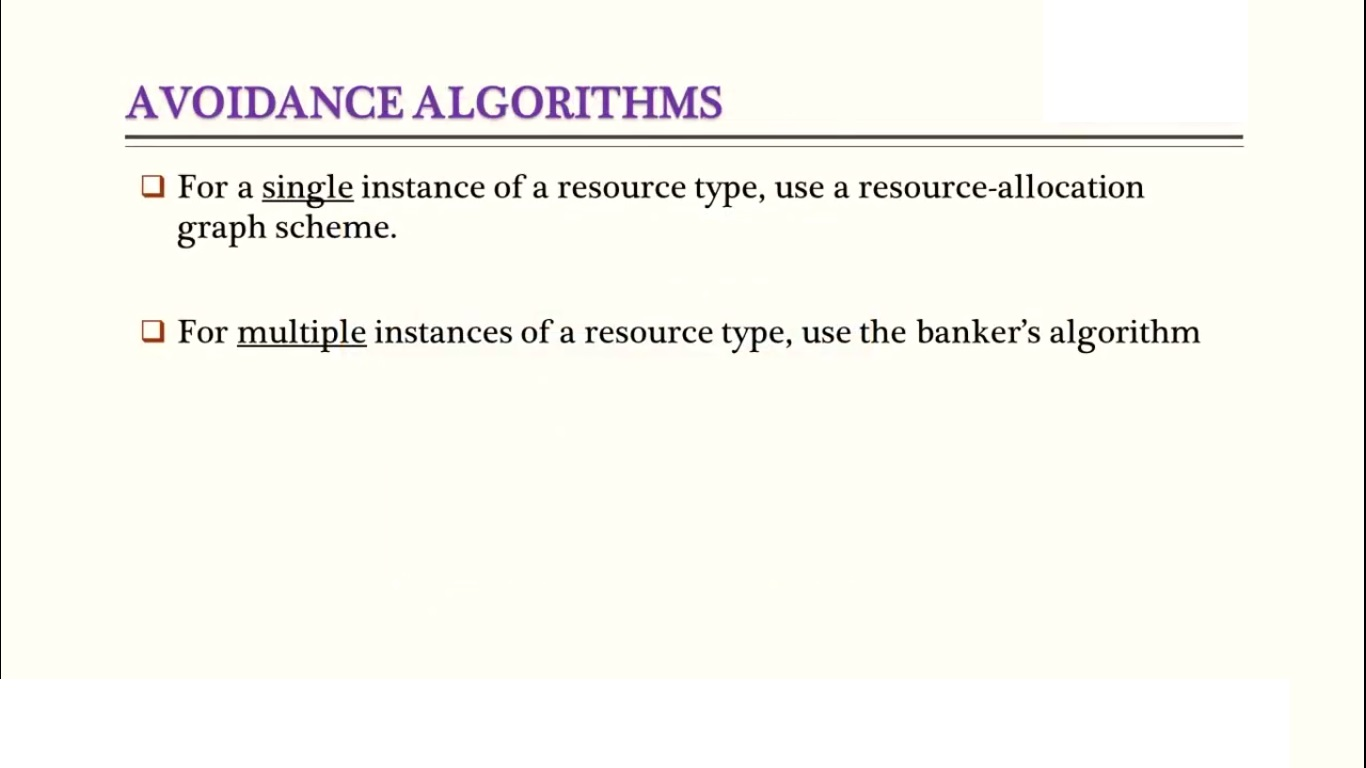 AVOIDANCE ALGORITHMS
For a single instance of a resource type, use a resource-allocation
graph scheme.
For multiple instances of a resource type, use the banker’s algorithm